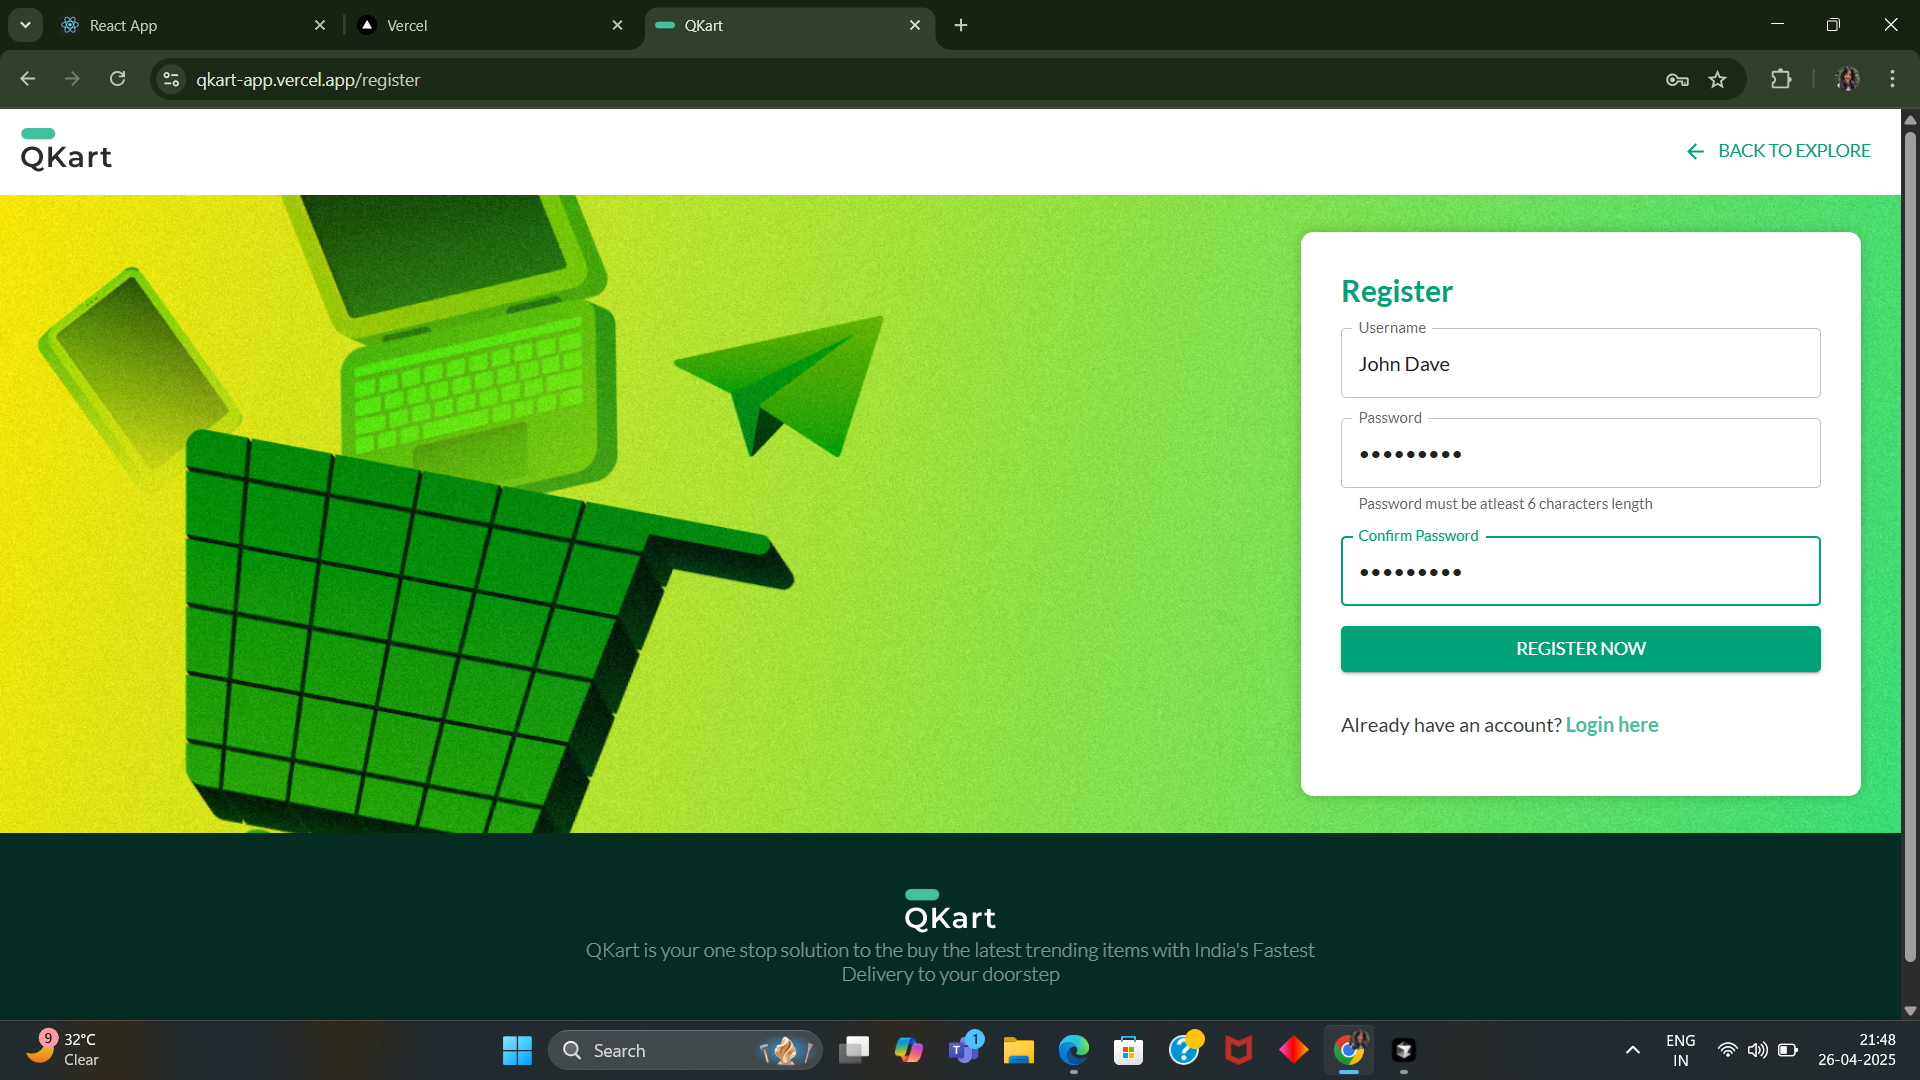 React App
Vercel
QKart
qkart-app.vercel.app/register
QKart
BACK TO EXPLORE
Register
Username
John Dave
Password
•••••••••
Password must be atleast 6 characters length
Confirm Password
•••••••••
REGISTER NOW
Already have an account? Login here
QKart
QKart is your one stop solution to the buy the latest trending items with India's Fastest
Delivery to your doorstep
9
32°C
Clear
Search
1
ENG
IN
21:48
26-04-2025